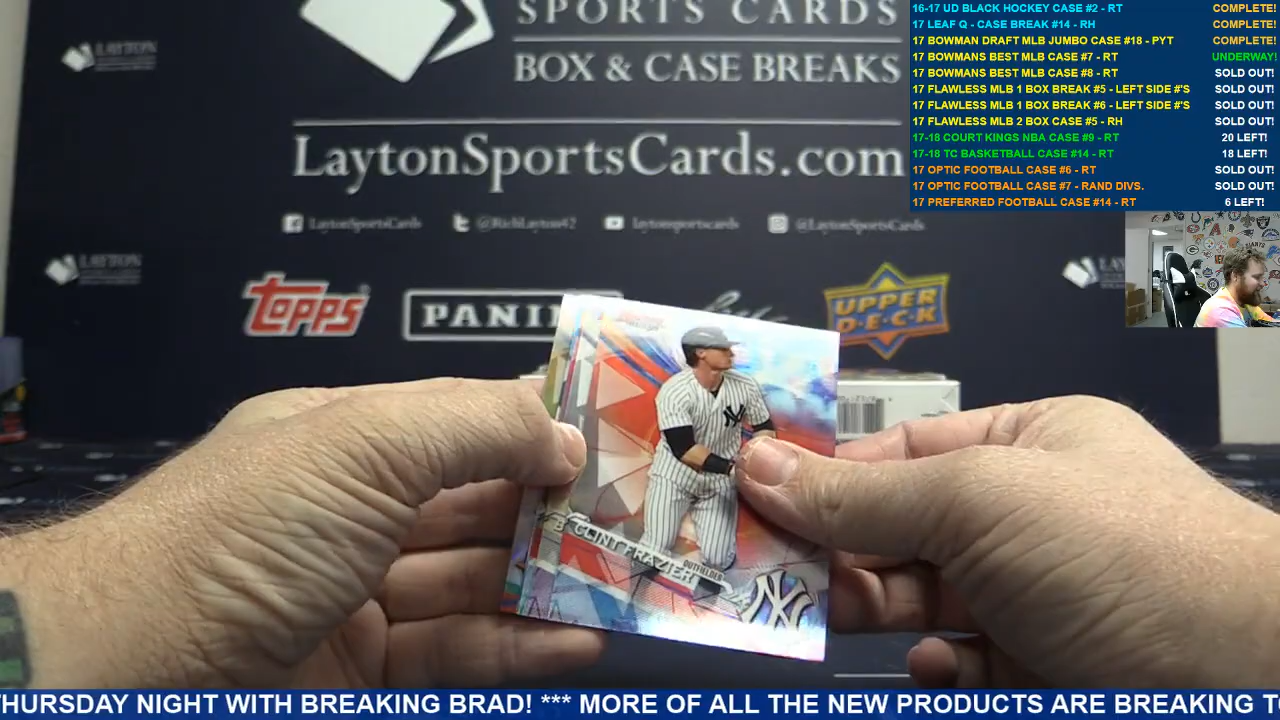 SPORTS CARDS
BOX & CASE BREAKS
LaytonSportsCards.com
LaytonSportsCards
@RichLayton42
laytonsportscards
@LaytonSportsCards
LAYTON
TOPPS
PANINI
UPPER
D·E·C·K
CLINT FRAZIER
OUTFIELDER
NY
16-17 UD BLACK HOCKEY CASE #2 - RT COMPLETE!
17 LEAF Q - CASE BREAK #14 - RH COMPLETE!
17 BOWMAN DRAFT MLB JUMBO CASE #18 - PYT COMPLETE!
17 BOWMANS BEST MLB CASE #7 - RT UNDERWAY!
17 BOWMANS BEST MLB CASE #8 - RT SOLD OUT!
17 FLAWLESS MLB 1 BOX BREAK #5 - LEFT SIDE #'S SOLD OUT!
17 FLAWLESS MLB 1 BOX BREAK #6 - LEFT SIDE #'S SOLD OUT!
17 FLAWLESS MLB 2 BOX CASE #5 - RH SOLD OUT!
17-18 COURT KINGS NBA CASE #9 - RT 20 LEFT!
17-18 TC BASKETBALL CASE #14 - RT 18 LEFT!
17 OPTIC FOOTBALL CASE #6 - RT SOLD OUT!
17 OPTIC FOOTBALL CASE #7 - RAND DIVS. SOLD OUT!
17 PREFERRED FOOTBALL CASE #14 - RT 6 LEFT!
THURSDAY NIGHT WITH BREAKING BRAD! *** MORE OF ALL THE NEW PRODUCTS ARE BREAKING